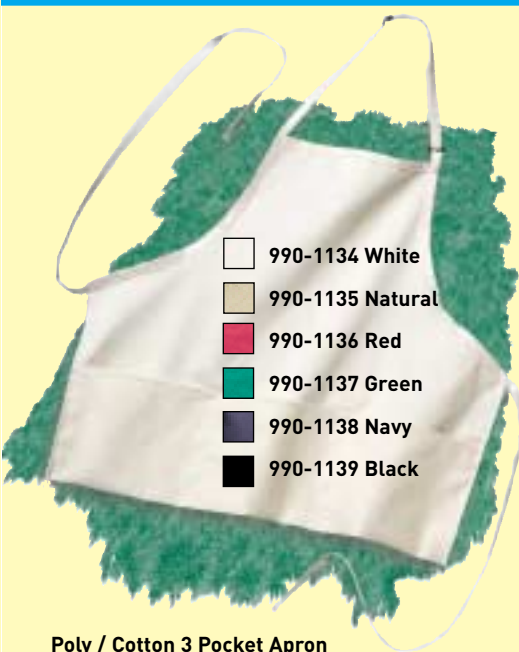 990-1134 White
990-1135 Natural
990-1136 Red
990-1137 Green
990-1138 Navy
990-1139 Black
Poly / Cotton 3 Pocket Apron